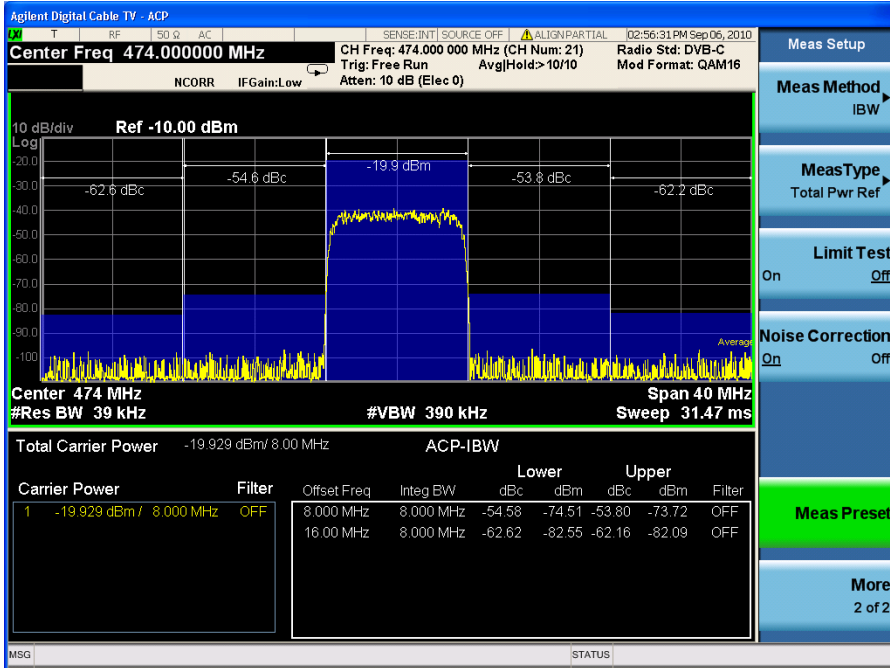 Agilent Digital Cable TV - ACP
LXI T RF 50 Ω AC SENSE:INT SOURCE OFF ALIGN PARTIAL 02:56:31 PM Sep 06, 2010
Center Freq 474.000000 MHz
NCORR IFGain:Low
CH Freq: 474.000 000 MHz (CH Num: 21)
Trig: Free Run Avg|Hold:>10/10
Atten: 10 dB (Elec 0)
Radio Std: DVB-C
Mod Format: QAM16
10 dB/div Ref -10.00 dBm
Log
-20.0
-30.0
-40.0
-50.0
-60.0
-70.0
-80.0
-90.0
-100
-62.6 dBc
-54.6 dBc
-19.9 dBm
-53.8 dBc
-62.2 dBc
Average
Center 474 MHz Span 40 MHz
#Res BW 39 kHz #VBW 390 kHz Sweep 31.47 ms
Total Carrier Power -19.929 dBm/ 8.00 MHz ACP-IBW
Carrier Power Filter
1 -19.929 dBm / 8.000 MHz OFF
Lower Upper
Offset Freq Integ BW dBc dBm dBc dBm Filter
8.000 MHz 8.000 MHz -54.58 -74.51 -53.80 -73.72 OFF
16.00 MHz 8.000 MHz -62.62 -82.55 -62.16 -82.09 OFF
Meas Setup
Meas Method
IBW
MeasType
Total Pwr Ref
Limit Test
On Off
Noise Correction
On Off
Meas Preset
More
2 of 2
MSG STATUS